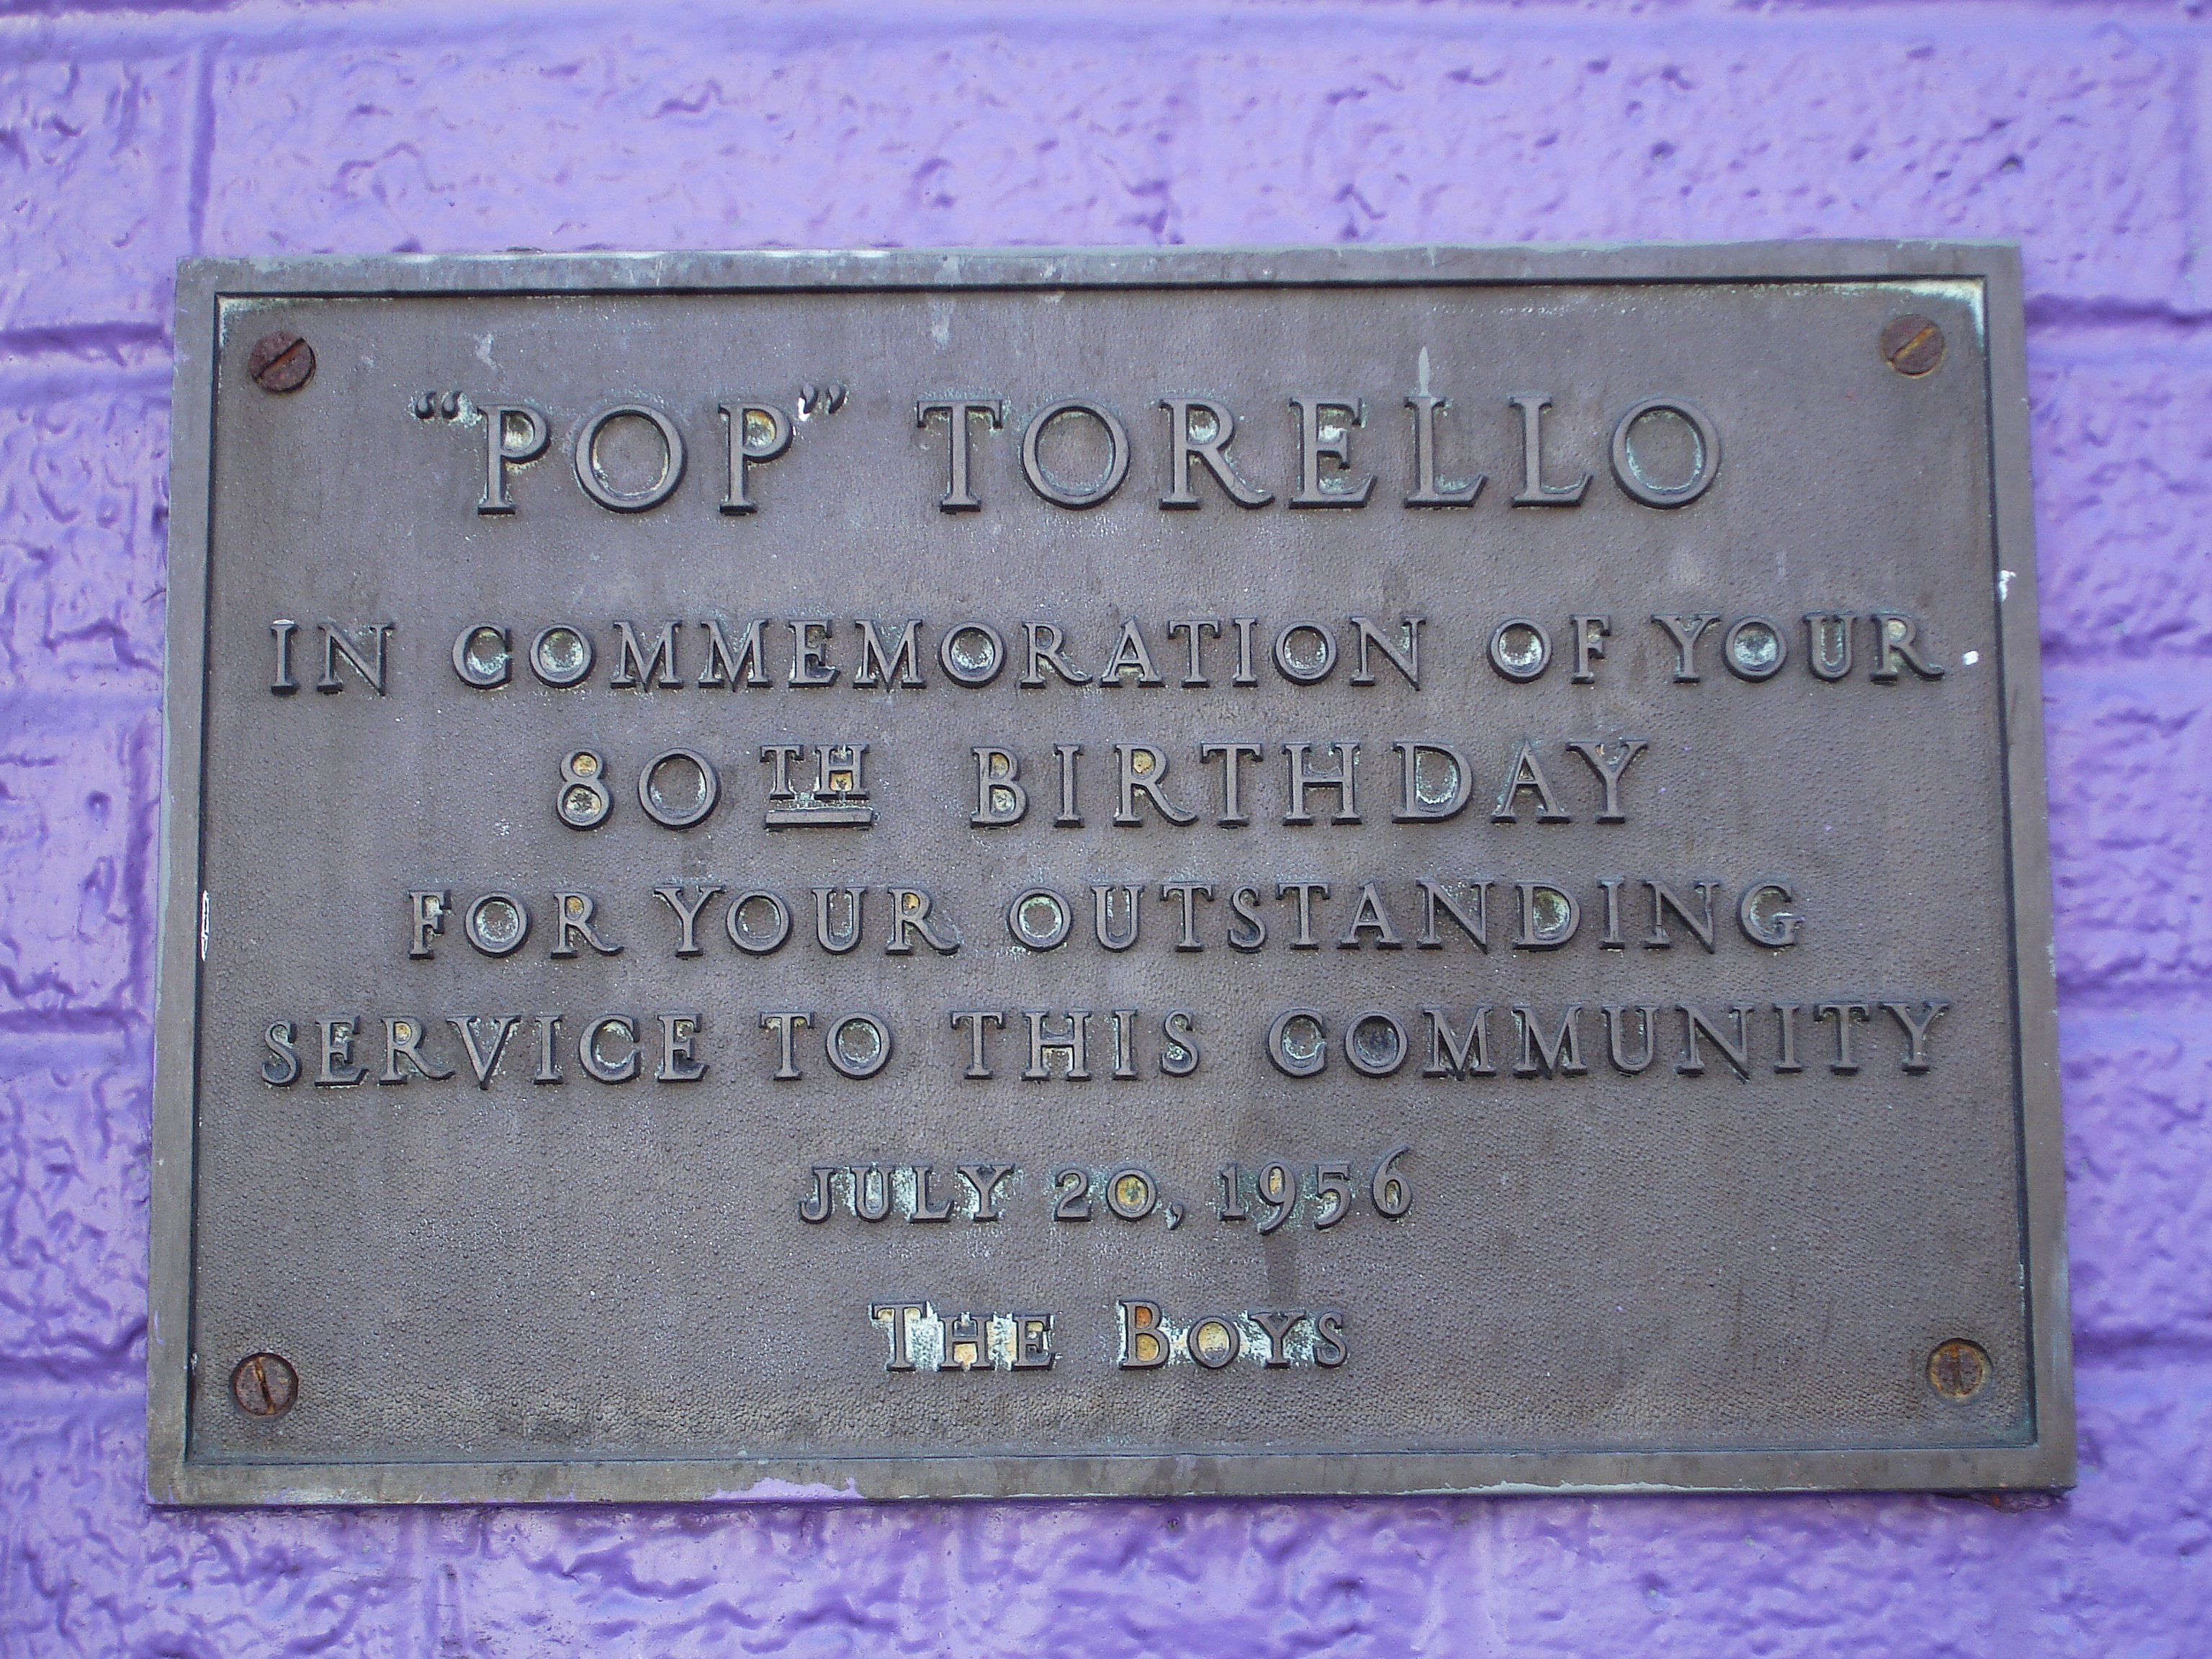 “POP” TORELLO
IN COMMEMORATION OF YOUR
80TH BIRTHDAY
FOR YOUR OUTSTANDING
SERVICE TO THIS COMMUNITY
JULY 20, 1956
THE BOYS